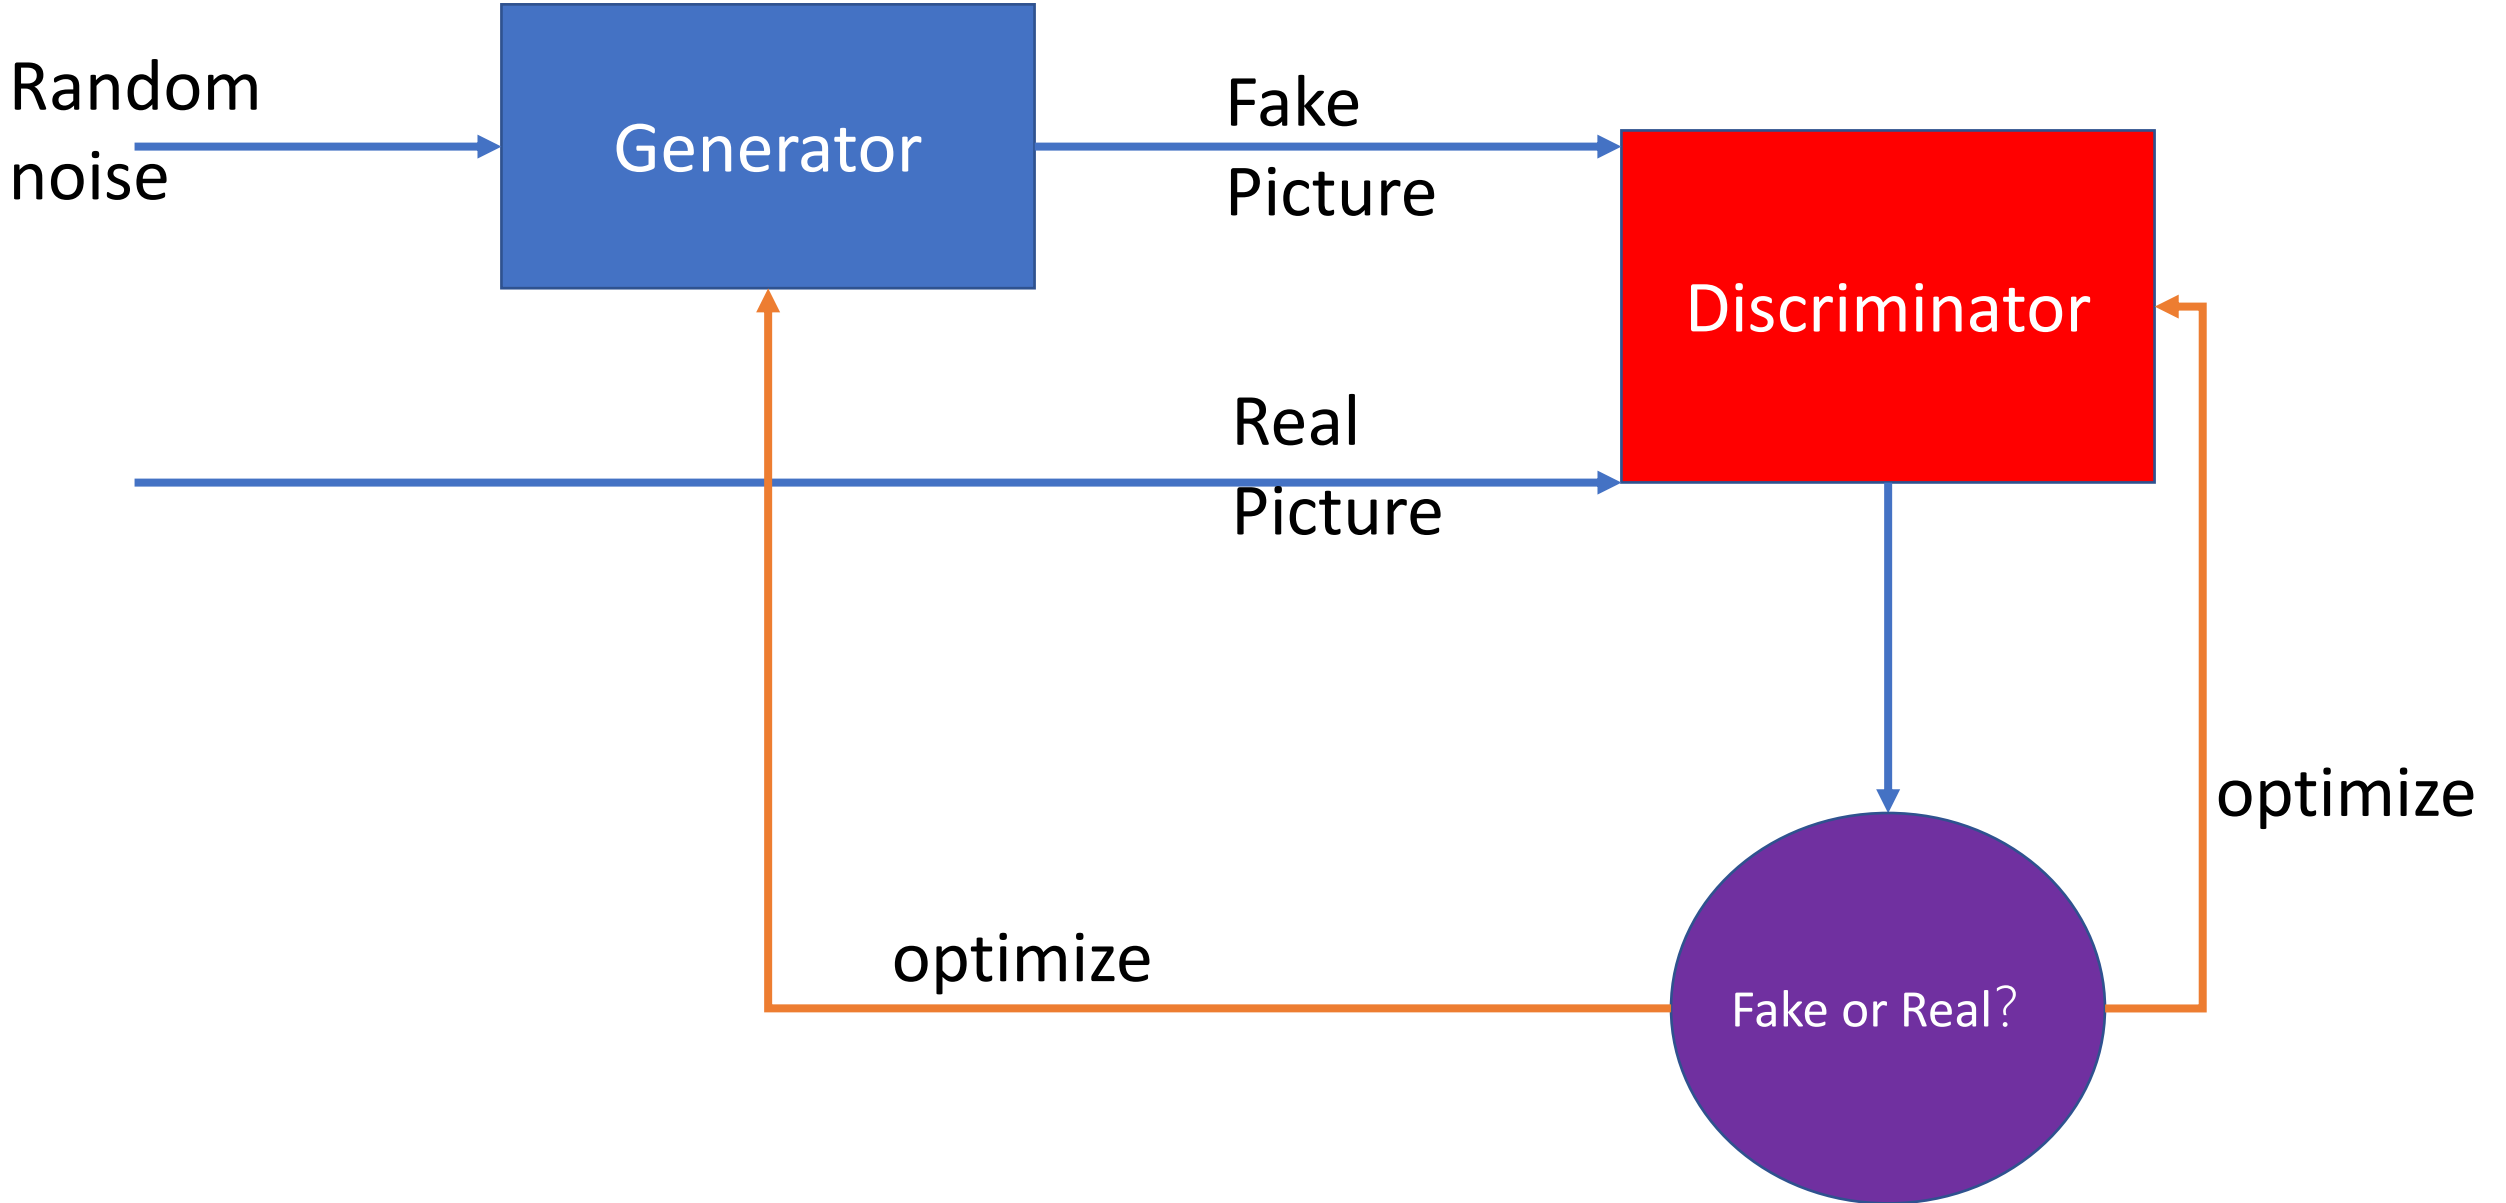 Random
noise
Generator
Fake
Picture
Discriminator
Real
Picture
optimize
optimize
Fake or Real?